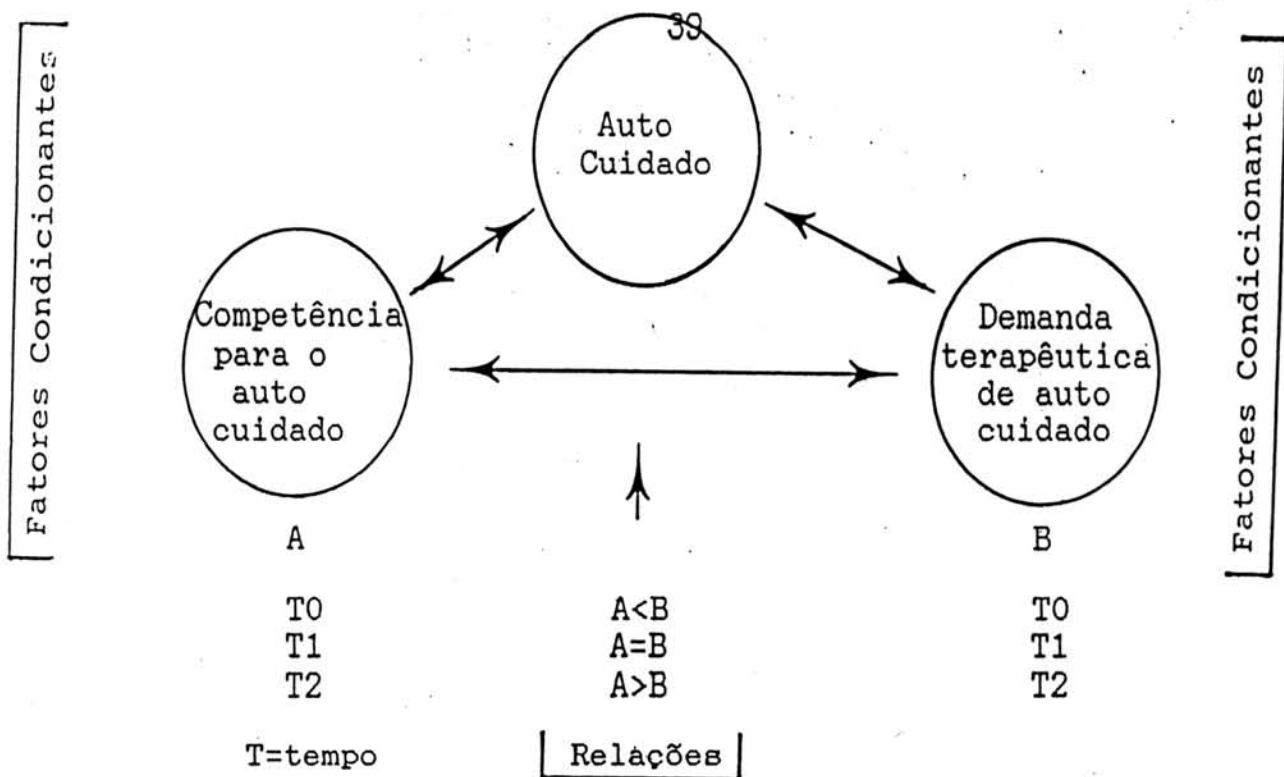 39
Fatores Condicionantes
Auto
Cuidado
Fatores Condicionantes
Competência
para o
auto
cuidado
Demanda
terapêutica
de auto
cuidado
A
B
T0
A<B
T0
T1
A=B
T1
T2
A>B
T2
T=tempo
Relações